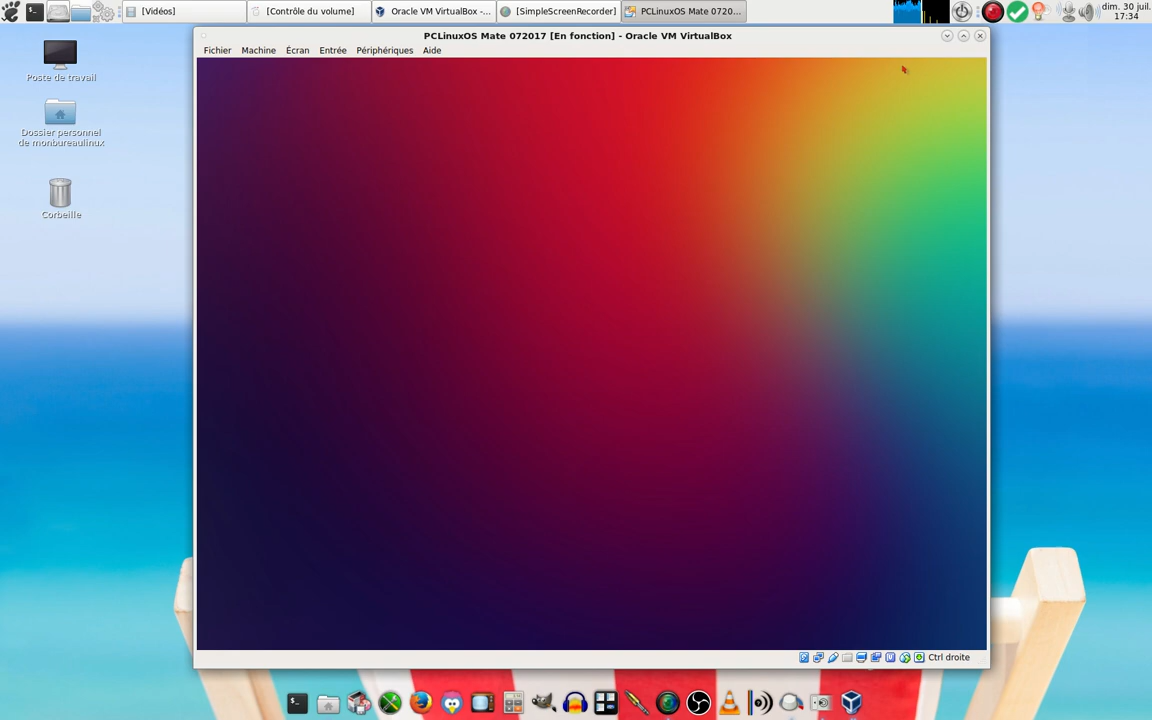 [Vidéos]
[Contrôle du volume]
Oracle VM VirtualBox -...
[SimpleScreenRecorder]
PCLinuxOS Mate 0720...
dim. 30 juil.
17:34
PCLinuxOS Mate 072017 [En fonction] - Oracle VM VirtualBox
Fichier Machine Écran Entrée Périphériques Aide
Poste de travail
Dossier personnel
de monbureaulinux
Corbeille
Ctrl droite